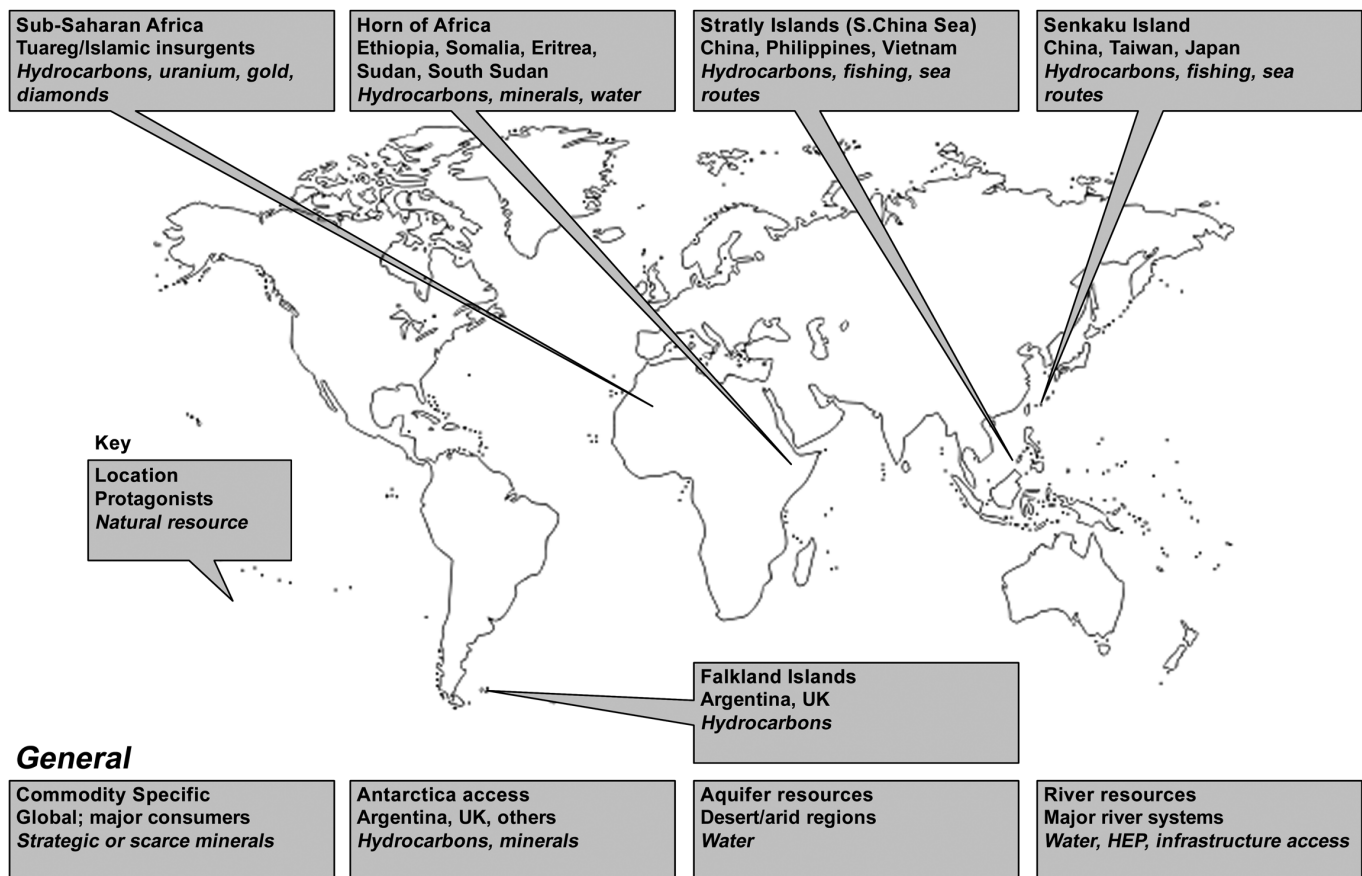 Sub-Saharan Africa
Tuareg/Islamic insurgents
Hydrocarbons, uranium, gold,
diamonds
Horn of Africa
Ethiopia, Somalia, Eritrea,
Sudan, South Sudan
Hydrocarbons, minerals, water
Stratly Islands (S.China Sea)
China, Philippines, Vietnam
Hydrocarbons, fishing, sea
routes
Senkaku Island
China, Taiwan, Japan
Hydrocarbons, fishing, sea
routes
Key
Location
Protagonists
Natural resource
Falkland Islands
Argentina, UK
Hydrocarbons
General
Commodity Specific
Global; major consumers
Strategic or scarce minerals
Antarctica access
Argentina, UK, others
Hydrocarbons, minerals
Aquifer resources
Desert/arid regions
Water
River resources
Major river systems
Water, HEP, infrastructure access